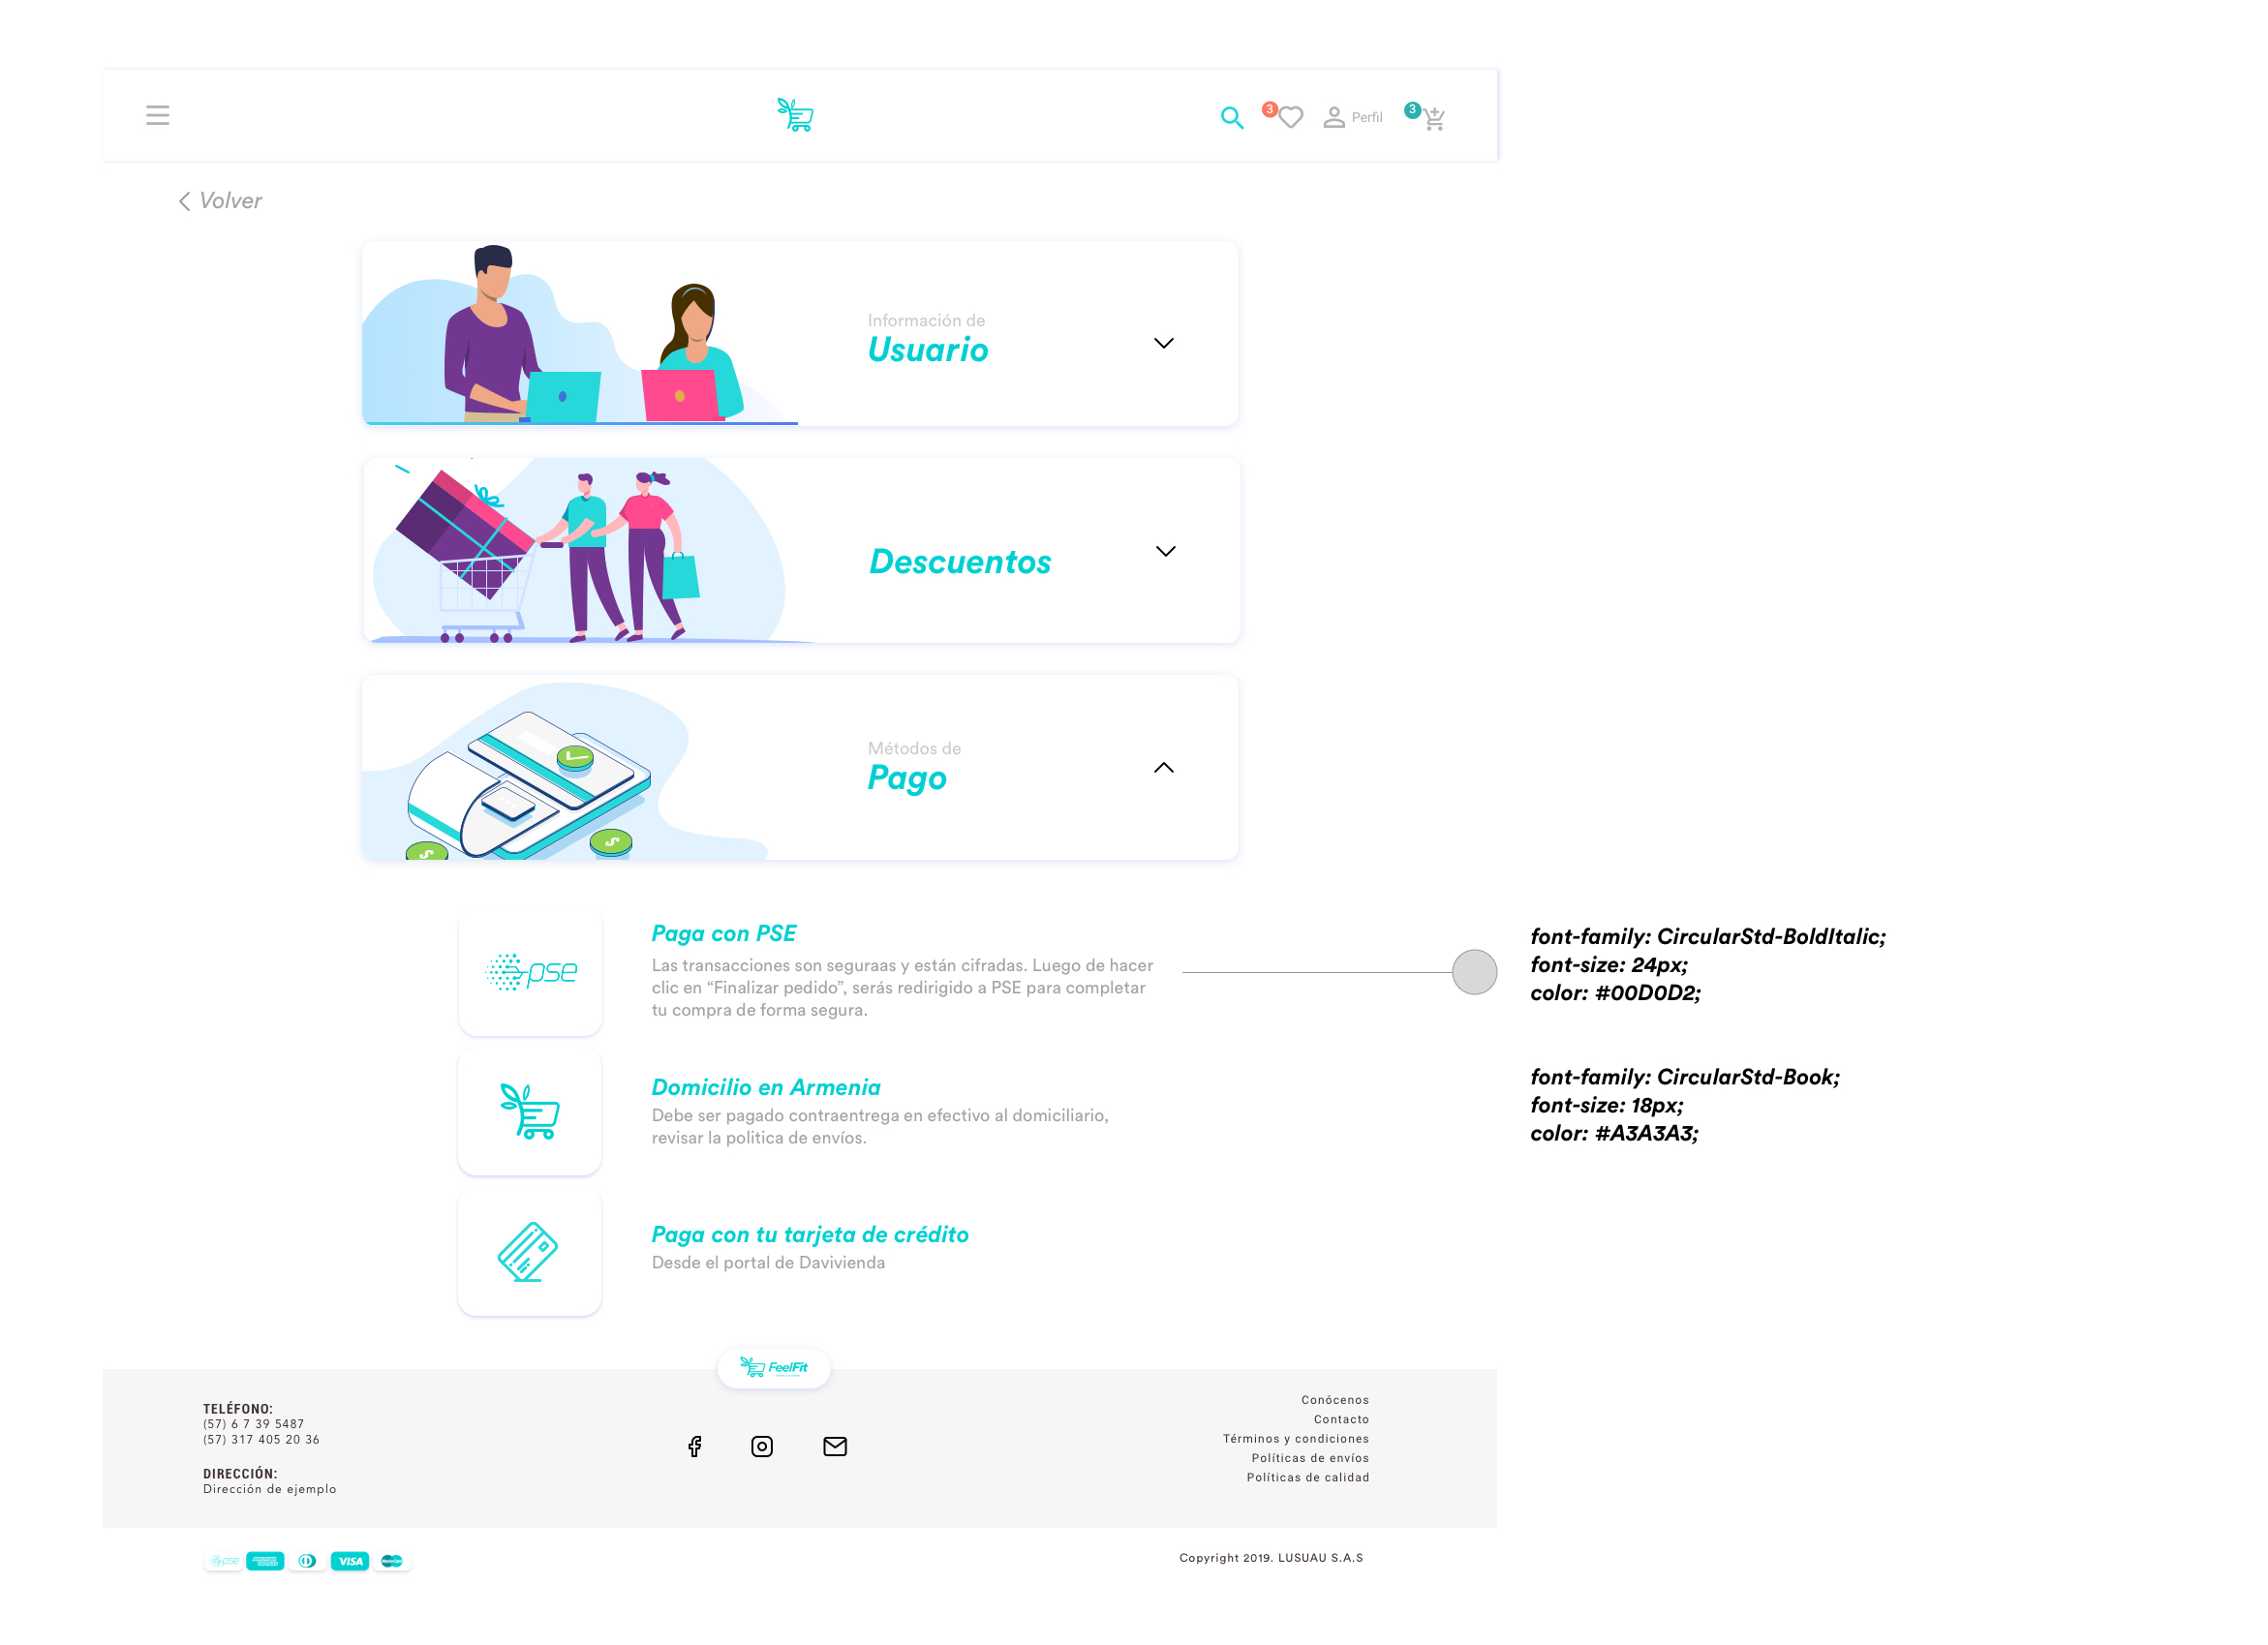 3
Perfil
3
Volver
Información de
Usuario
Descuentos
Métodos de
Pago
pse
Paga con PSE
Las transacciones son seguraas y están cifradas. Luego de hacer
clic en “Finalizar pedido”, serás redirigido a PSE para completar
tu compra de forma segura.
font-family: CircularStd-BoldItalic;
font-size: 24px;
color: #00D0D2;
font-family: CircularStd-Book;
font-size: 18px;
color: #A3A3A3;
Domicilio en Armenia
Debe ser pagado contraentrega en efectivo al domiciliario,
revisar la politica de envíos.
Paga con tu tarjeta de crédito
Desde el portal de Davivienda
FeelFit
TELÉFONO:
(57) 6 7 39 5487
(57) 317 405 20 36
DIRECCIÓN:
Dirección de ejemplo
Conócenos
Contacto
Términos y condiciones
Políticas de envíos
Políticas de calidad
pse
VISA
Copyright 2019. LUSUAU S.A.S